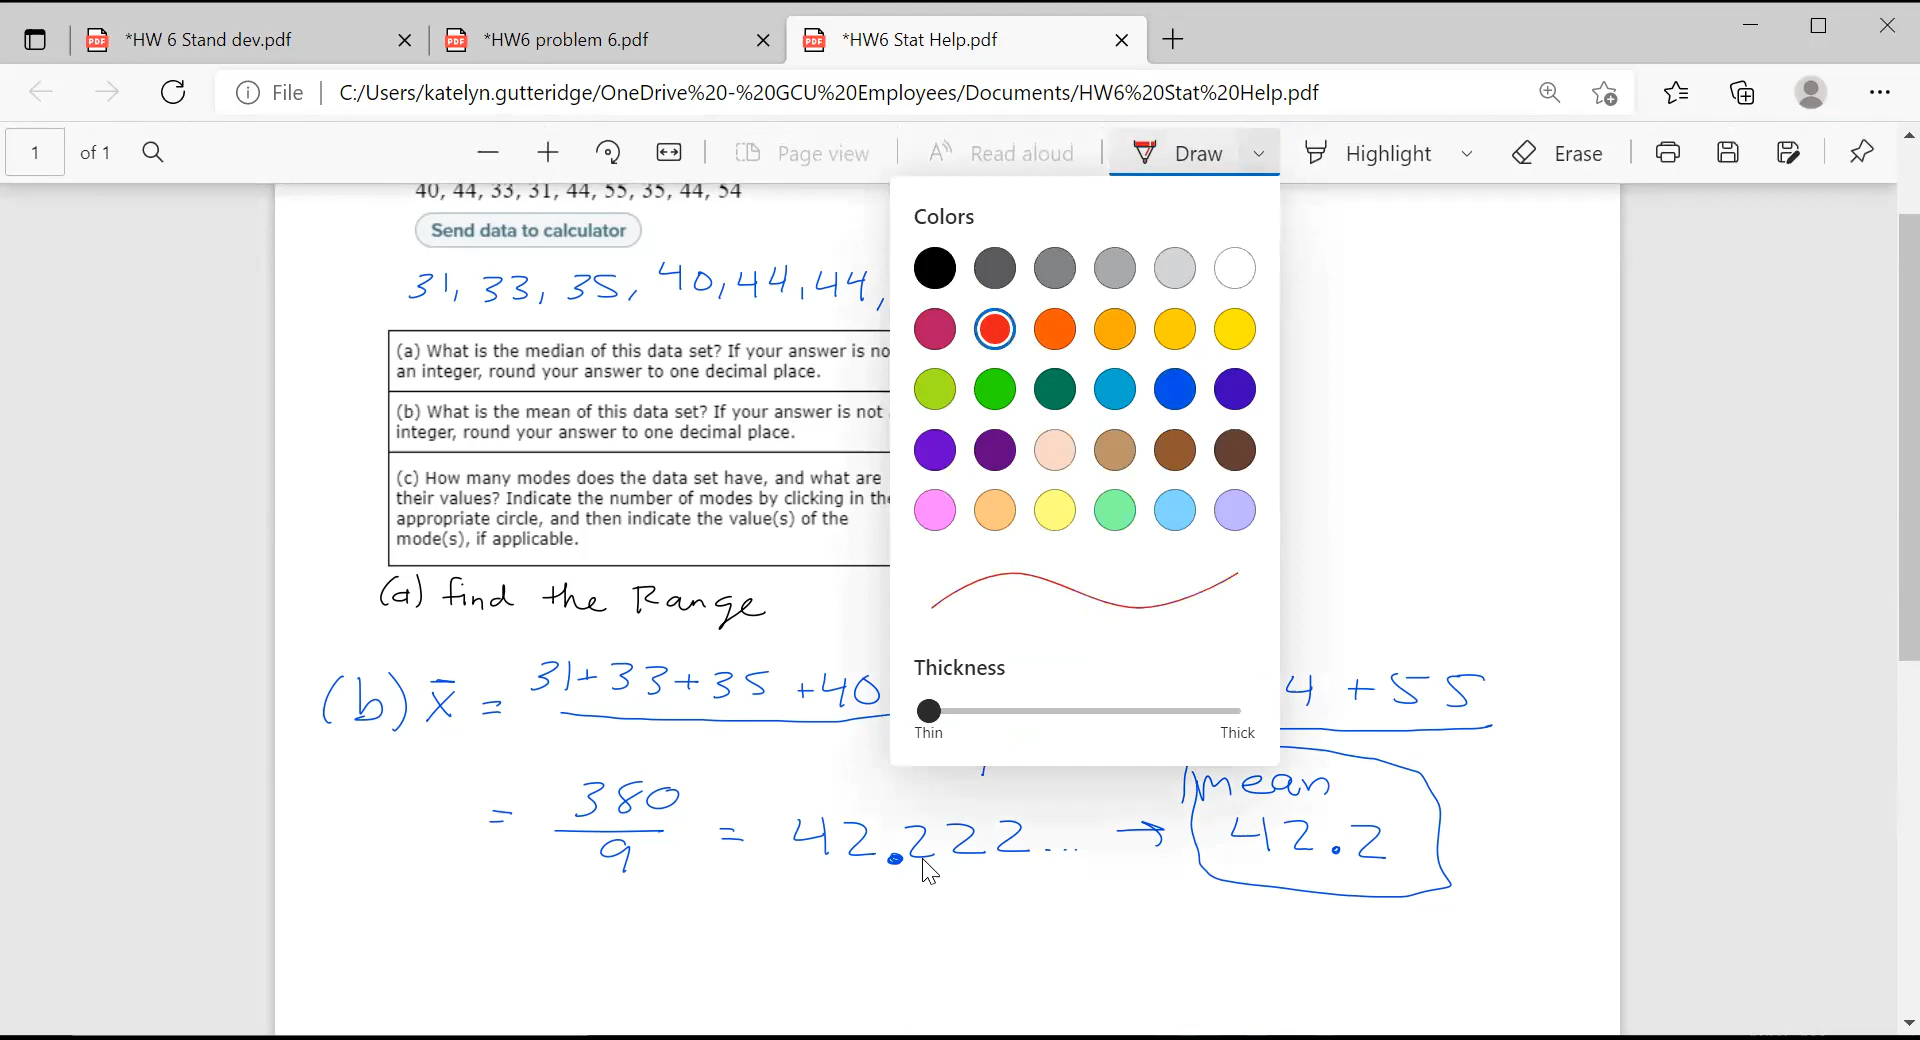 *HW 6 Stand dev.pdf *HW6 problem 6.pdf *HW6 Stat Help.pdf
File C:/Users/katelyn.gutteridge/OneDrive%20-%20GCU%20Employees/Documents/HW6%20Stat%20Help.pdf
1 of 1 Page view Read aloud Draw Highlight Erase
40, 44, 33, 31, 44, 55, 35, 44, 54
Send data to calculator
31, 33, 35, 40, 44, 44,
(a) What is the median of this data set? If your answer is no
an integer, round your answer to one decimal place.
(b) What is the mean of this data set? If your answer is not
integer, round your answer to one decimal place.
(c) How many modes does the data set have, and what are
their values? Indicate the number of modes by clicking in the
appropriate circle, and then indicate the value(s) of the
mode(s), if applicable.
(a) find the Range
(b) x̄ = 31+33+35 +40 4 +55
= 380/9 = 42.222... → mean 42.2
Colors
Thickness
Thin Thick